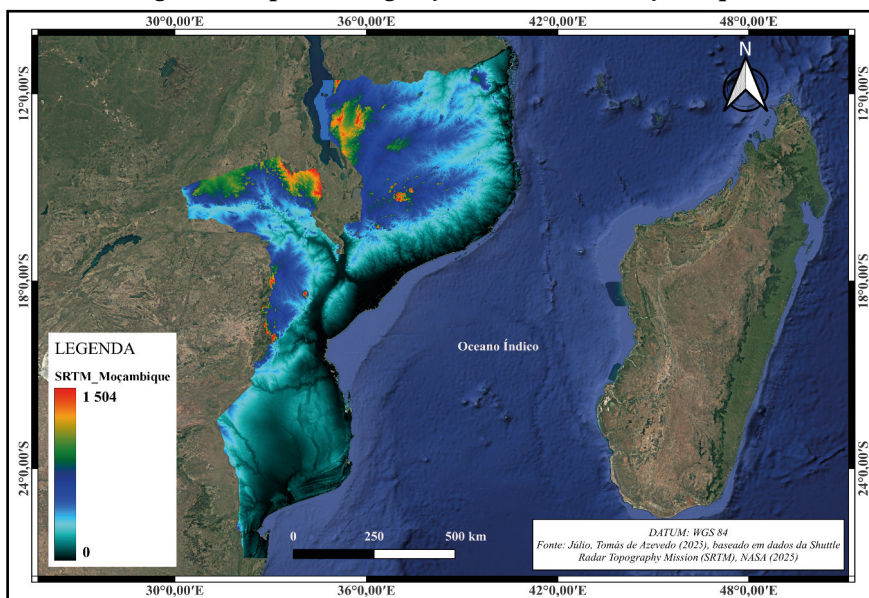 30°0,00'E
36°0,00'E
42°0,00'E
48°0,00'E
N
12°0,00'S
12°0,00'S
18°0,00'S
18°0,00'S
Oceano Índico
LEGENDA
SRTM_Moçambique
1 504
0
24°0,00'S
24°0,00'S
0 250 500 km
DATUM: WGS 84
Fonte: Júlio, Tomás de Azevedo (2025), baseado em dados da Shuttle
Radar Topography Mission (SRTM), NASA (2025)
30°0,00'E
36°0,00'E
42°0,00'E
48°0,00'E